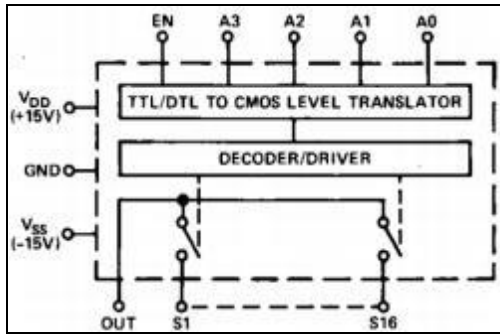 EN A3 A2 A1 A0
VDD
(+15V)
TTL/DTL TO CMOS LEVEL TRANSLATOR
GND
DECODER/DRIVER
VSS
(-15V)
OUT S1 S16